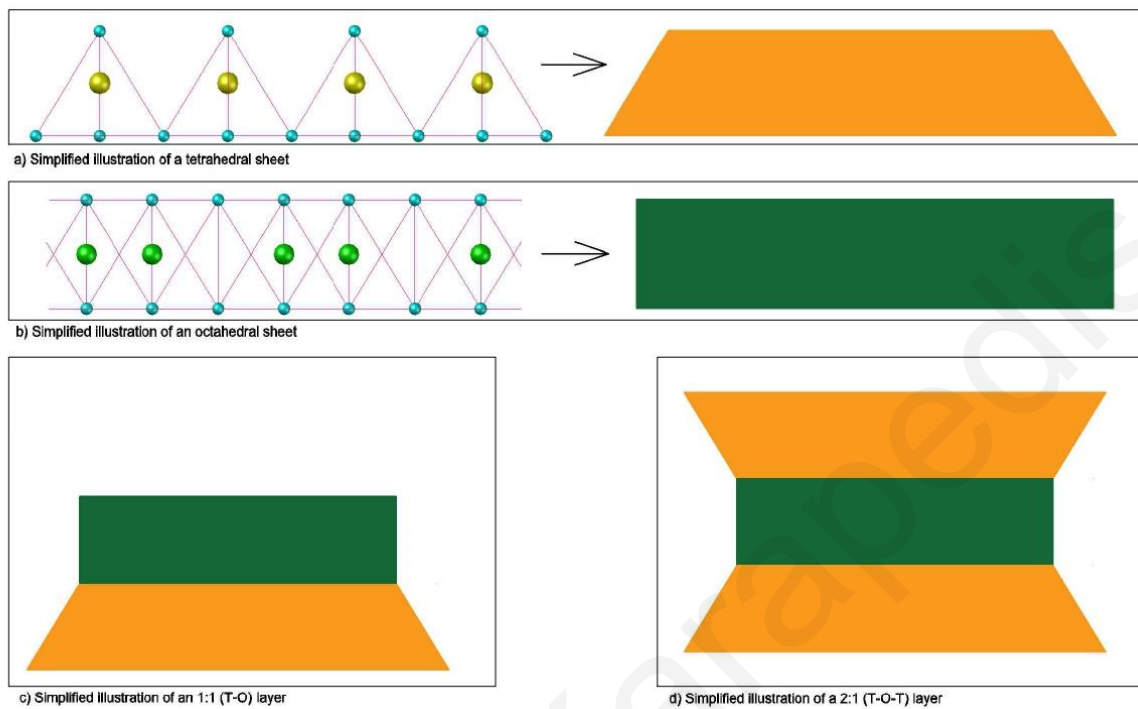 a) Simplified illustration of a tetrahedral sheet
b) Simplified illustration of an octahedral sheet
c) Simplified illustration of an 1:1 (T-O) layer
d) Simplified illustration of a 2:1 (T-O-T) layer